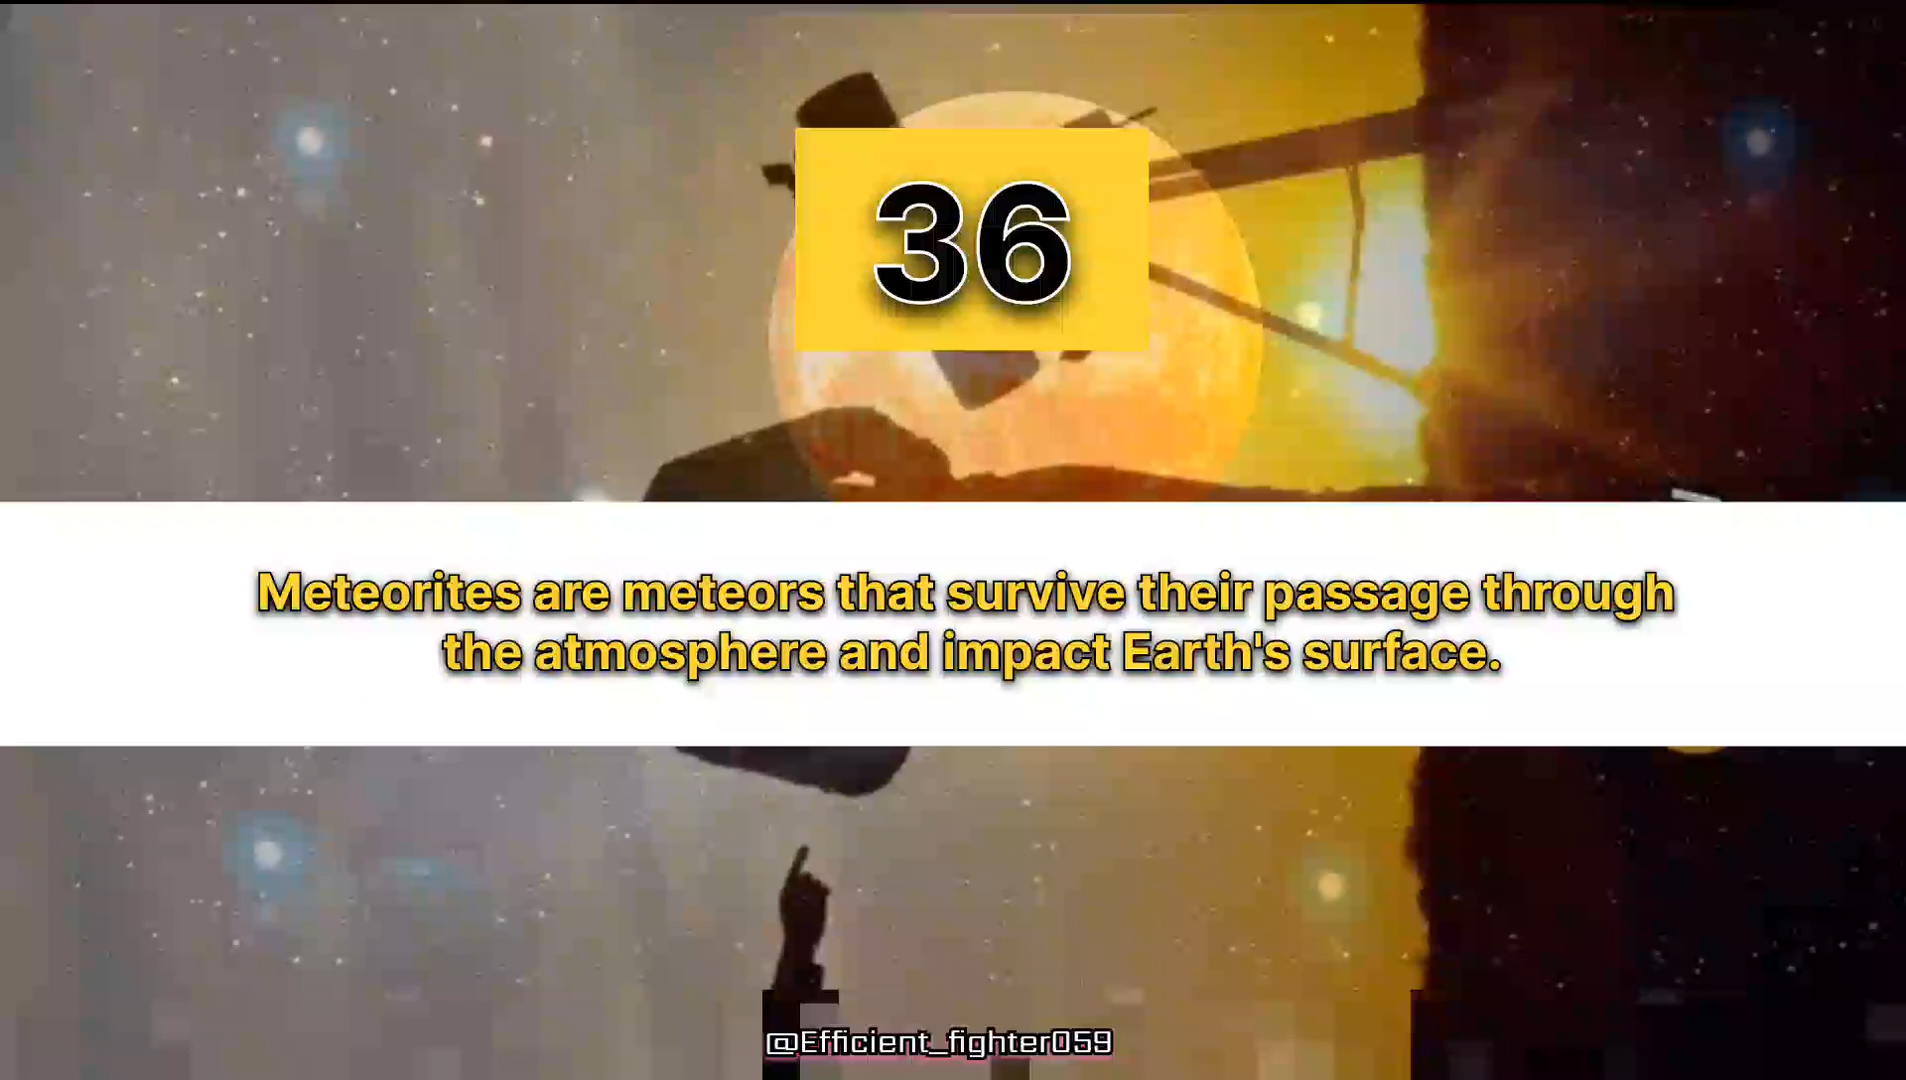 36
Meteorites are meteors that survive their passage through
the atmosphere and impact Earth's surface.
@Efficient_fighter059